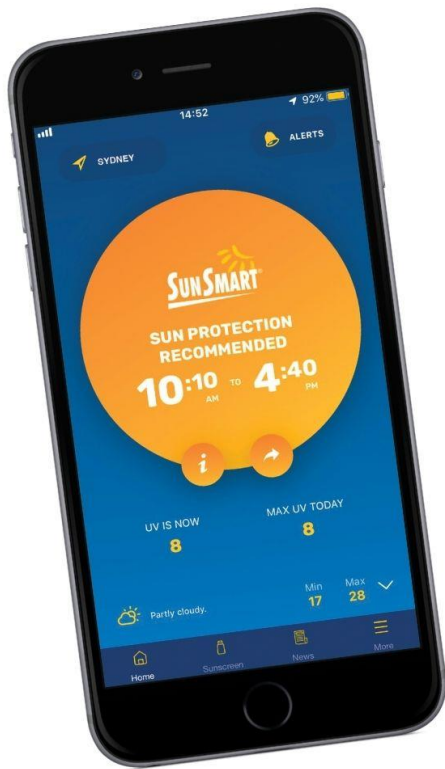 14:52
92%
SYDNEY
ALERTS
SUNSMART®
SUN PROTECTION
RECOMMENDED
10:10 AM TO 4:40 PM
i
UV IS NOW
8
MAX UV TODAY
8
Partly cloudy.
Min
17
Max
28
Home
Sunscreen
News
More